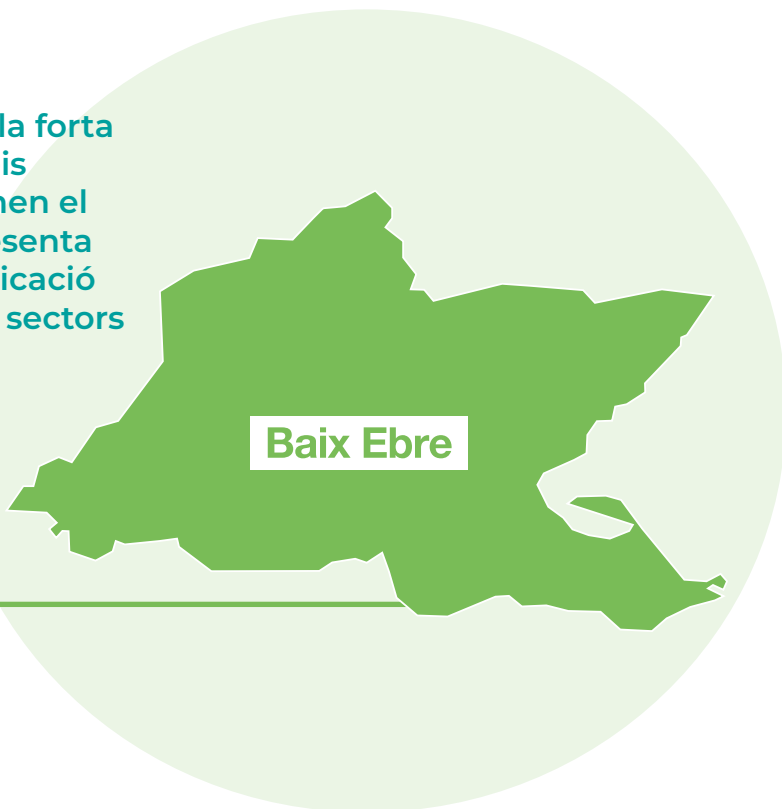 la forta
is
nen el
esenta
icació
sectors
Baix Ebre